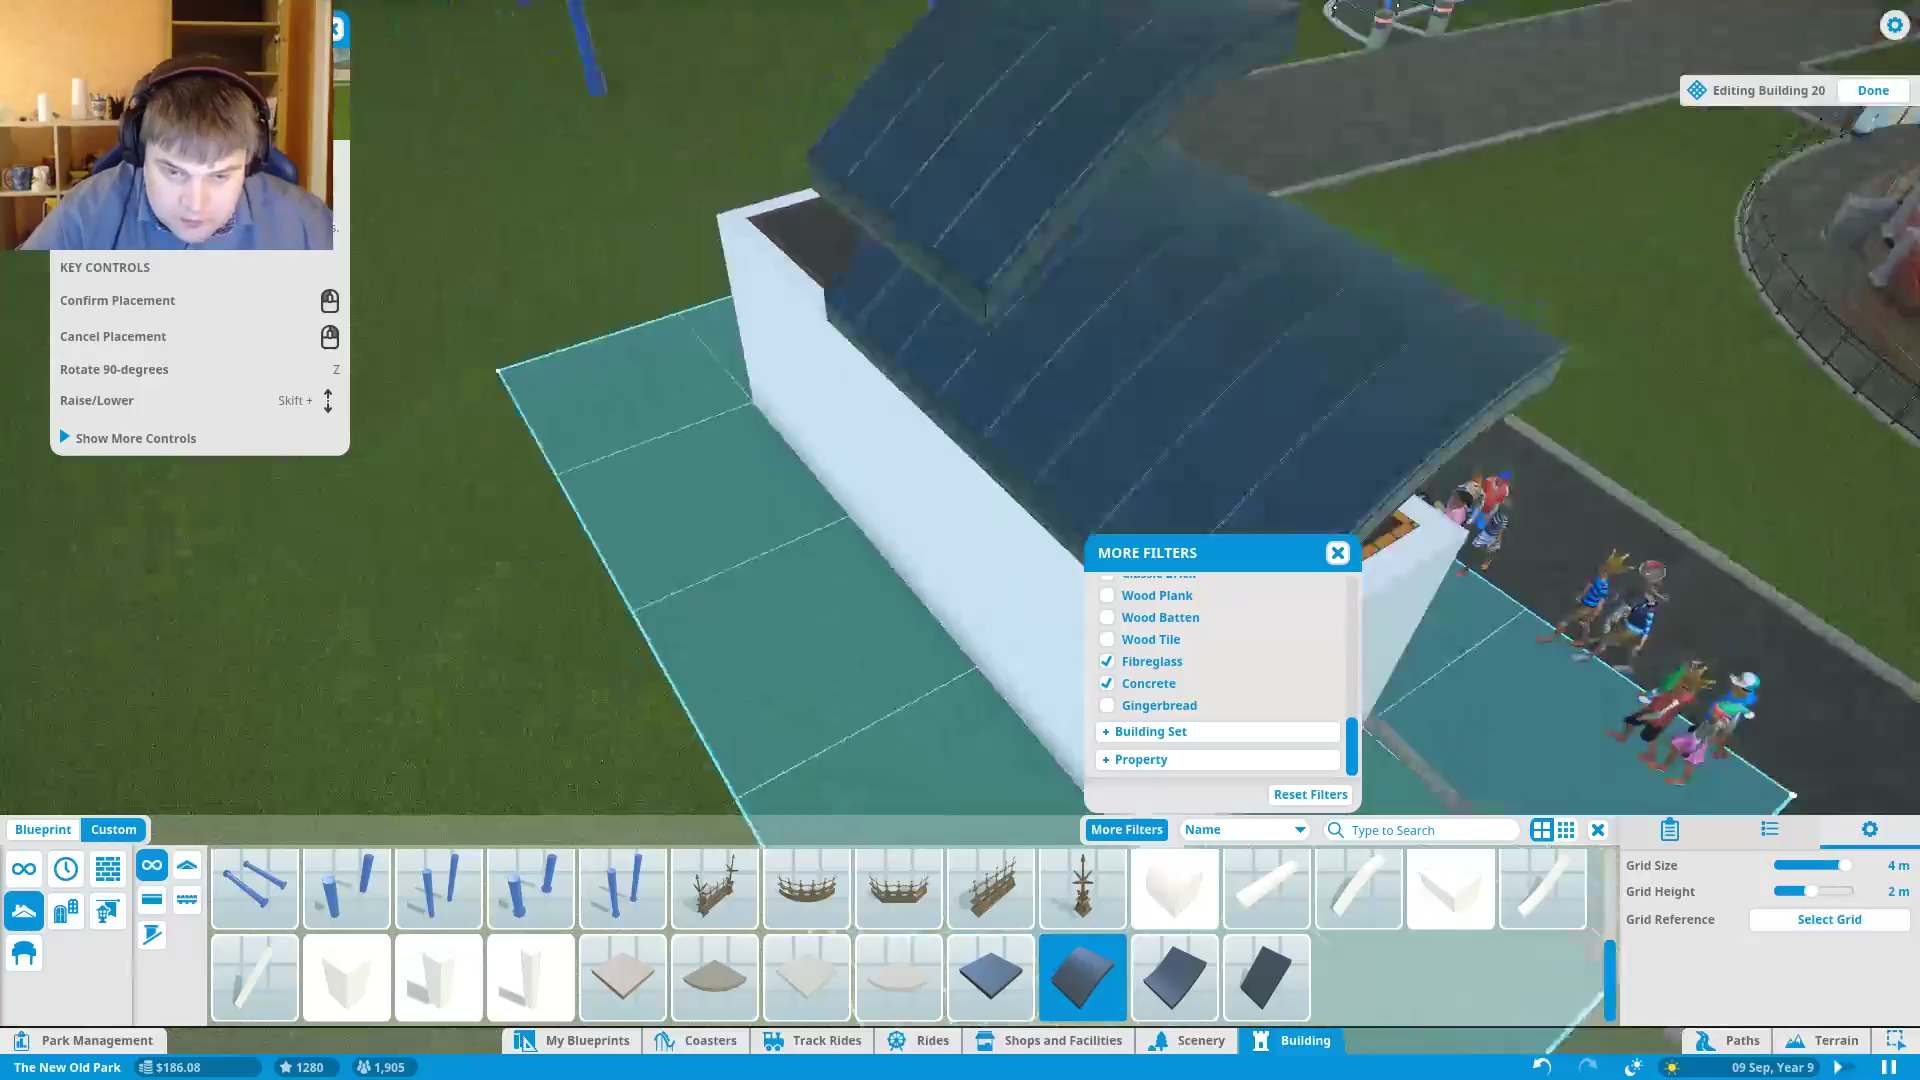 Editing Building 20 Done
KEY CONTROLS
Confirm Placement
Cancel Placement
Rotate 90-degrees Z
Raise/Lower Skift +
Show More Controls
MORE FILTERS
Wood Plank
Wood Batten
Wood Tile
Fibreglass
Concrete
Gingerbread
+ Building Set
+ Property
Reset Filters
Blueprint Custom More Filters Name Type to Search
Grid Size 4 m
Grid Height 2 m
Grid Reference Select Grid
Park Management My Blueprints Coasters Track Rides Rides Shops and Facilities Scenery Building Paths Terrain
The New Old Park $186.08 1280 1,905 09 Sep, Year 9